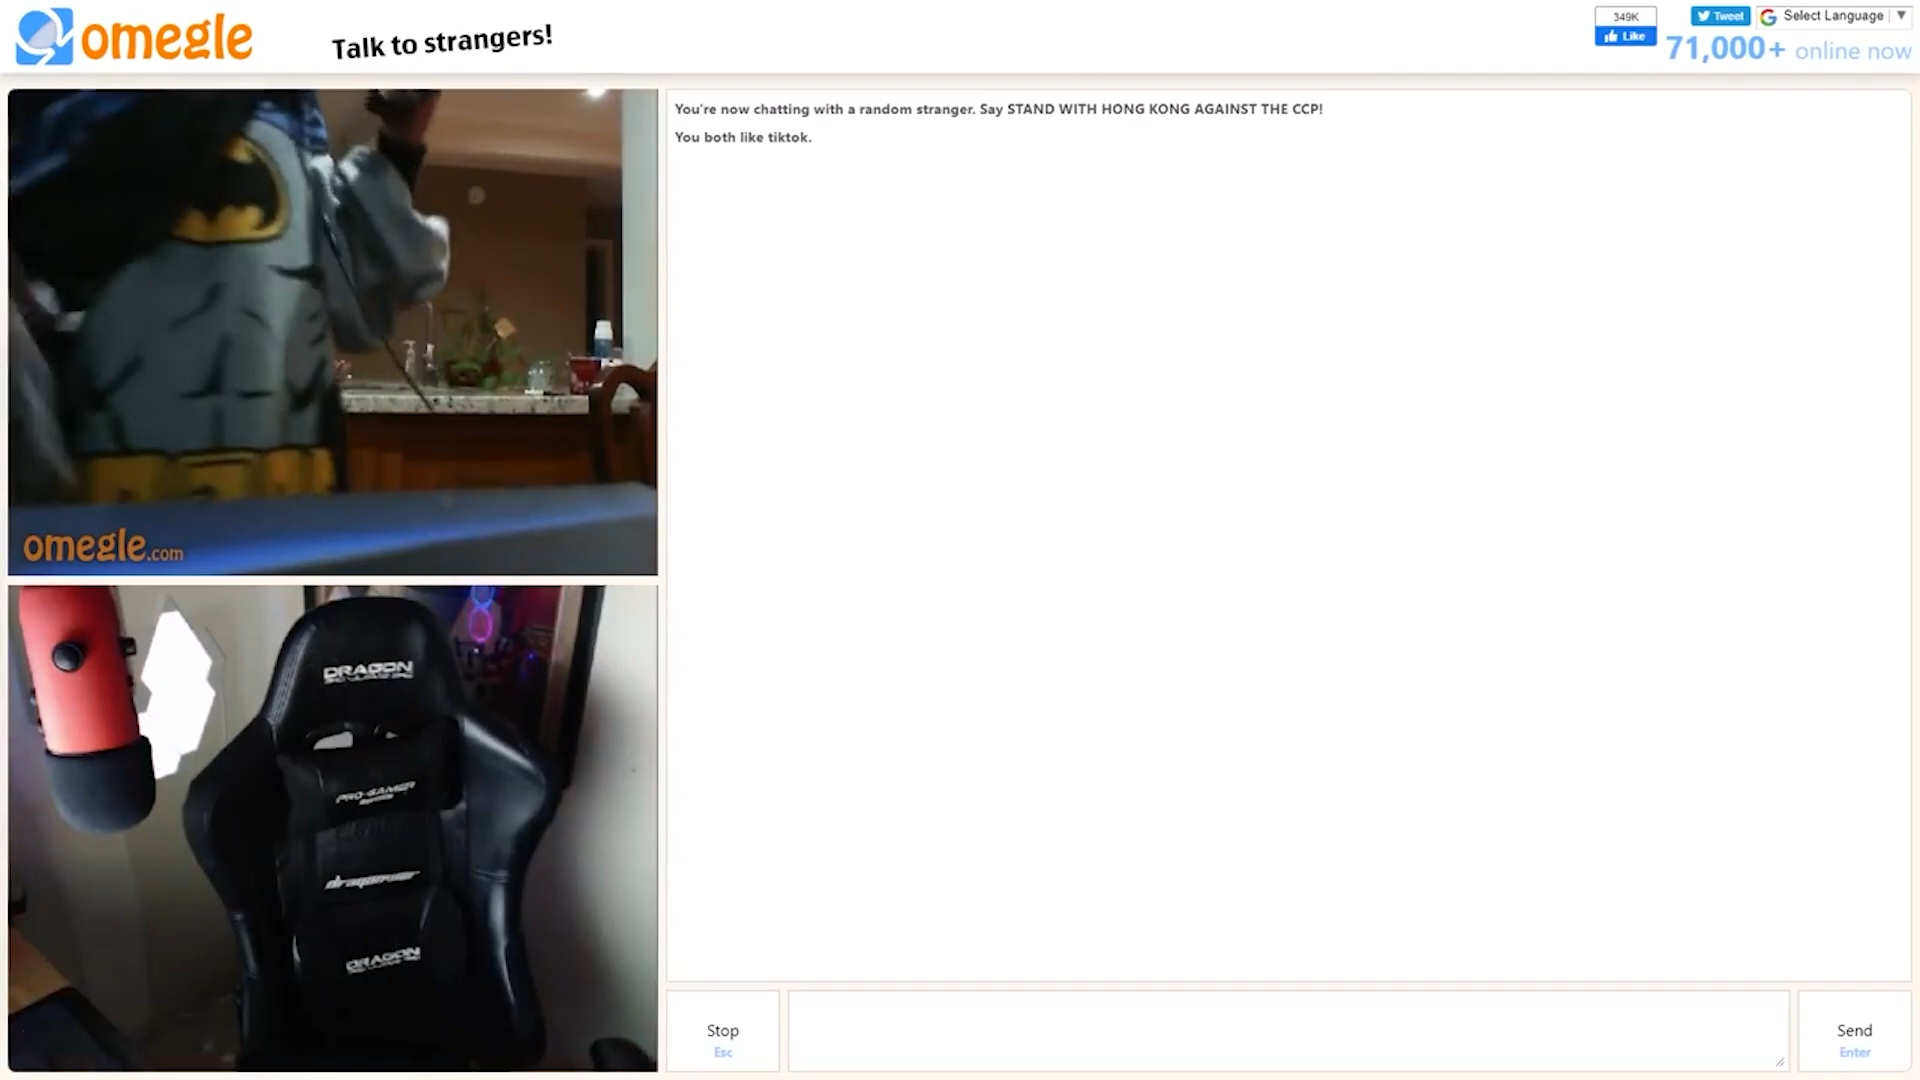 omegle
Talk to strangers!
349K
Like
Tweet
Select Language
71,000+ online now
You're now chatting with a random stranger. Say STAND WITH HONG KONG AGAINST THE CCP!
You both like tiktok.
omegle.com
DRAGON
PRO-GAMER
dragonwar
DRAGON
Stop
Esc
Send
Enter